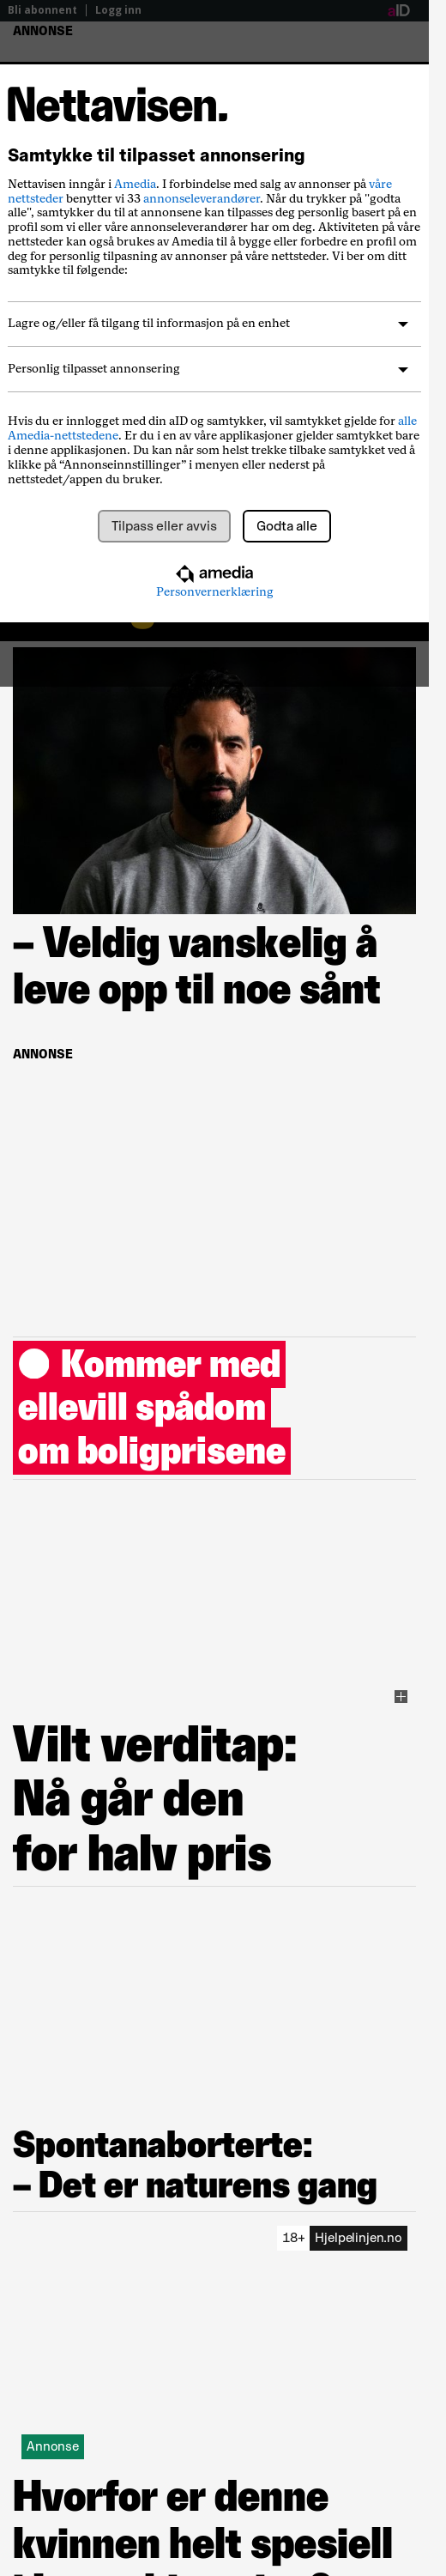 Bli abonnent | Logg inn aID
ANNONSE
Nettavisen.
Samtykke til tilpasset annonsering
Nettavisen inngår i Amedia. I forbindelse med salg av annonser på våre
nettsteder benytter vi 33 annonseleverandører. Når du trykker på "godta
alle", samtykker du til at annonsene kan tilpasses deg personlig basert på en
profil som vi eller våre annonseleverandører har om deg. Aktiviteten på våre
nettsteder kan også brukes av Amedia til å bygge eller forbedre en profil om
deg for personlig tilpasning av annonser på våre nettsteder. Vi ber om ditt
samtykke til følgende:
Lagre og/eller få tilgang til informasjon på en enhet
Personlig tilpasset annonsering
Hvis du er innlogget med din aID og samtykker, vil samtykket gjelde for alle
Amedia-nettstedene. Er du i en av våre applikasjoner gjelder samtykket bare
i denne applikasjonen. Du kan når som helst trekke tilbake samtykket ved å
klikke på “Annonseinnstillinger” i menyen eller nederst på
nettstedet/appen du bruker.
Tilpass eller avvis Godta alle
amedia
Personvernerklæring
– Veldig vanskelig å
leve opp til noe sånt
ANNONSE
Kommer med
ellevill spådom
om boligprisene
Vilt verditap:
Nå går den
for halv pris
Spontanaborterte:
– Det er naturens gang
18+ Hjelpelinjen.no
Annonse
Hvorfor er denne
kvinnen helt spesiell